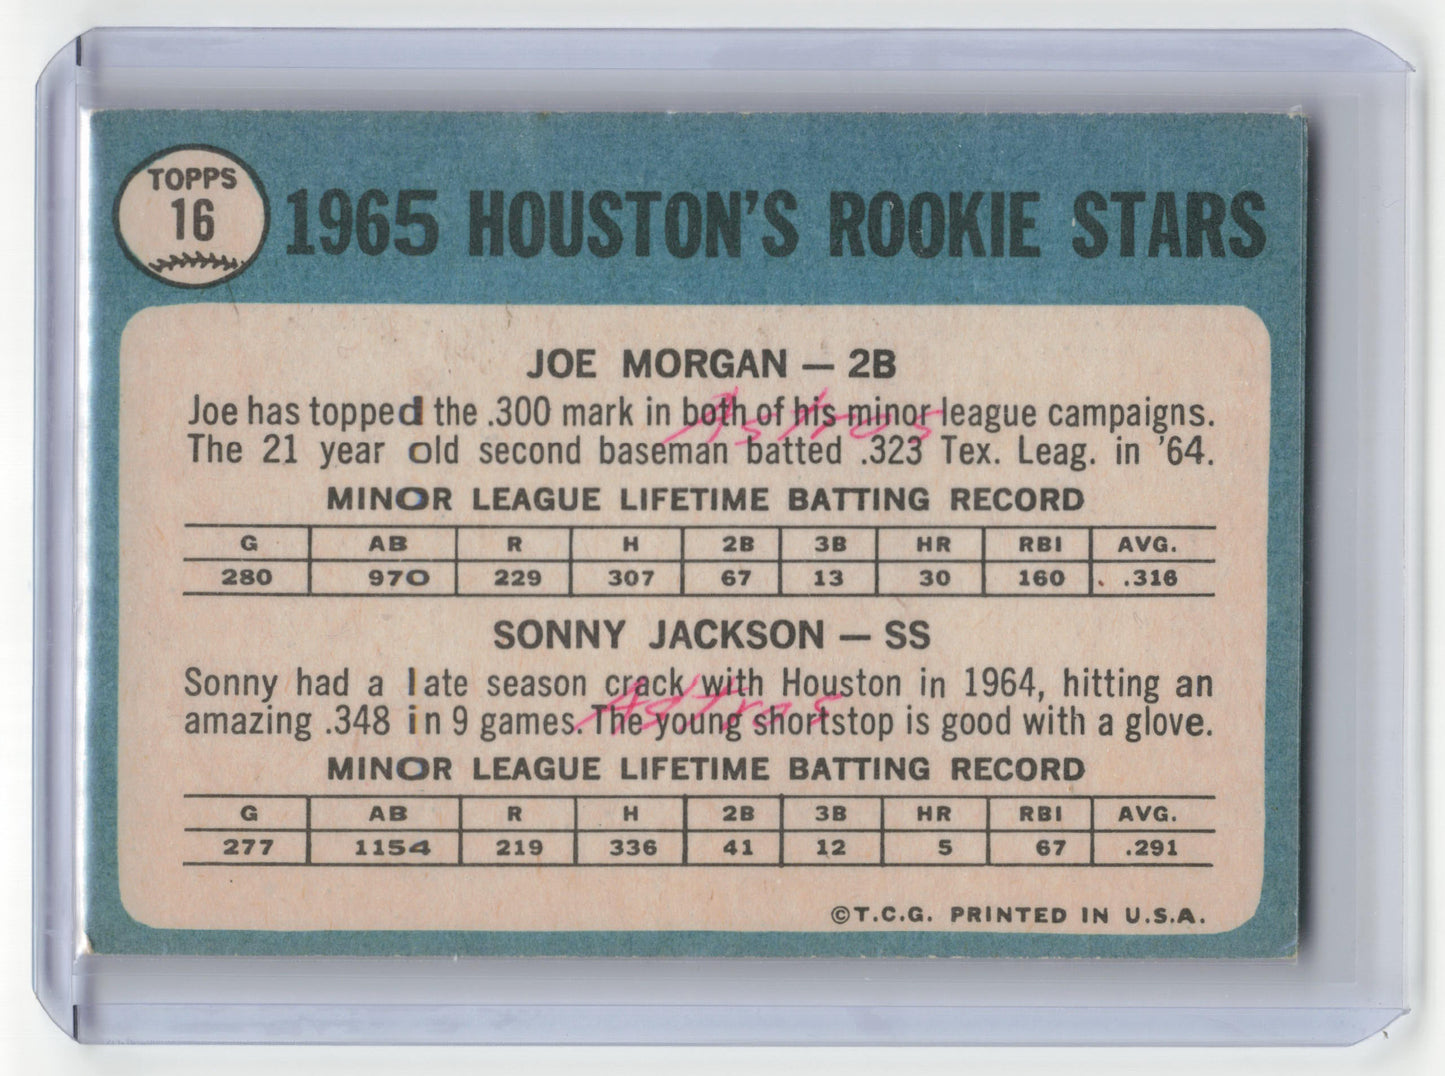 TOPPS
16
1965 HOUSTON'S ROOKIE STARS
JOE MORGAN — 2B
Joe has topped the .300 mark in both of his minor league campaigns.
Astros
The 21 year old second baseman batted .323 Tex. Leag. in '64.
MINOR LEAGUE LIFETIME BATTING RECORD
G AB R H 2B 3B HR RBI AVG.
280 970 229 307 67 13 30 160 .316
SONNY JACKSON — SS
Sonny had a late season crack with Houston in 1964, hitting an
Astros
amazing .348 in 9 games. The young shortstop is good with a glove.
MINOR LEAGUE LIFETIME BATTING RECORD
G AB R H 2B 3B HR RBI AVG.
277 1154 219 336 41 12 5 67 .291
©T.C.G. PRINTED IN U.S.A.